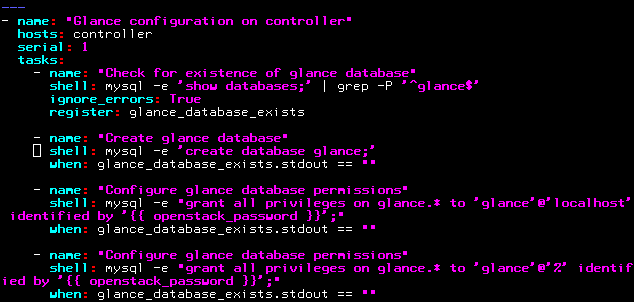 ---
- name: "Glance configuration on controller"
  hosts: controller
  serial: 1
  tasks:
    - name: "Check for existence of glance database"
      shell: mysql -e 'show databases;' | grep -P '^glance$'
      ignore_errors: True
      register: glance_database_exists

    - name: "Create glance database"
      shell: mysql -e 'create database glance;'
      when: glance_database_exists.stdout == ""

    - name: "Configure glance database permissions"
      shell: mysql -e "grant all privileges on glance.* to 'glance'@'localhost'
 identified by '{{ openstack_password }}';"
      when: glance_database_exists.stdout == ""

    - name: "Configure glance database permissions"
      shell: mysql -e "grant all privileges on glance.* to 'glance'@'%' identif
ied by '{{ openstack_password }}';"
      when: glance_database_exists.stdout == ""